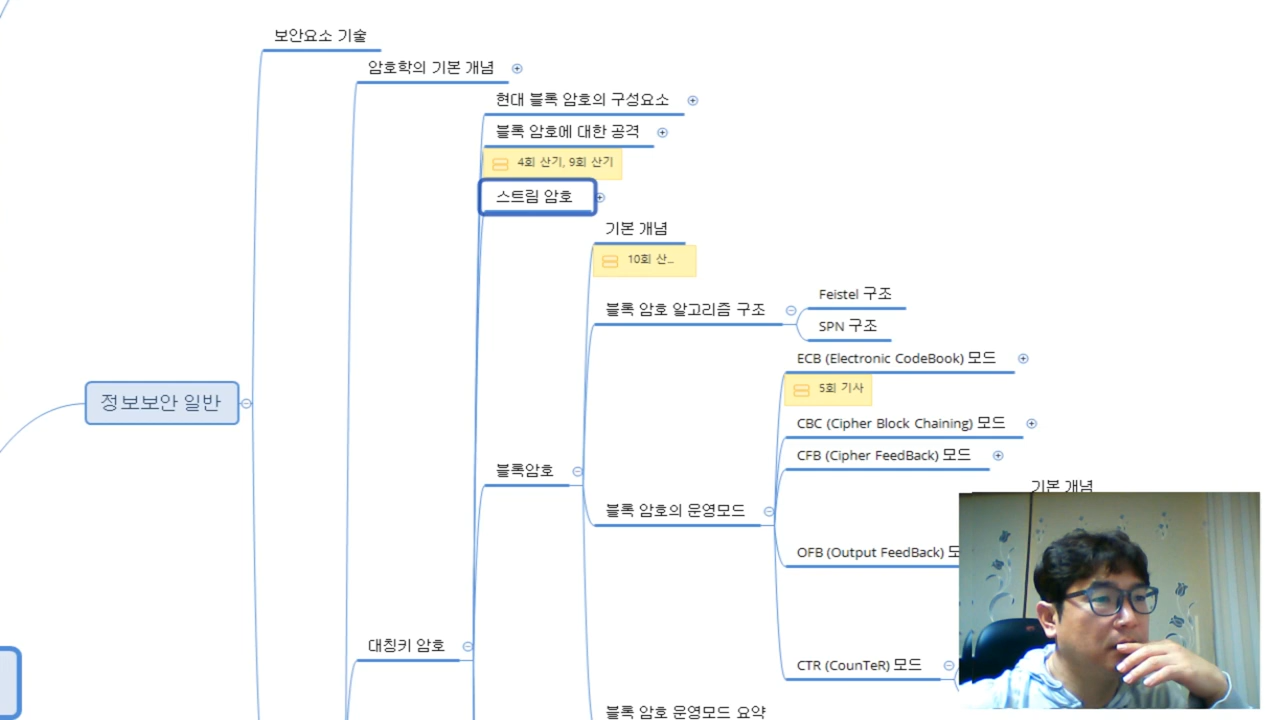 보안요소 기술
암호학의 기본 개념
현대 블록 암호의 구성요소
블록 암호에 대한 공격
4회 산기, 9회 산기
스트림 암호
기본 개념
10회 산...
블록 암호 알고리즘 구조
Feistel 구조
SPN 구조
ECB (Electronic CodeBook) 모드
5회 기사
정보보안 일반
CBC (Cipher Block Chaining) 모드
CFB (Cipher FeedBack) 모드
블록암호
기본 개념
블록 암호의 운영모드
OFB (Output FeedBack)
대칭키 암호
CTR (CounTeR) 모드
블록 암호 운영모드 요약